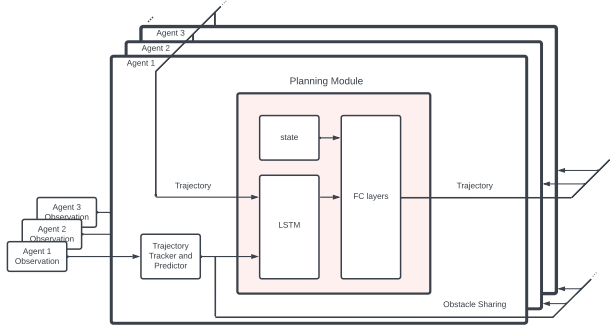 Agent 3
Agent 2
Agent 1
Planning Module
state
Trajectory
FC layers
Trajectory
LSTM
Agent 3
Observation
Agent 2
Observation
Agent 1
Observation
Trajectory
Tracker and
Predictor
Obstacle Sharing